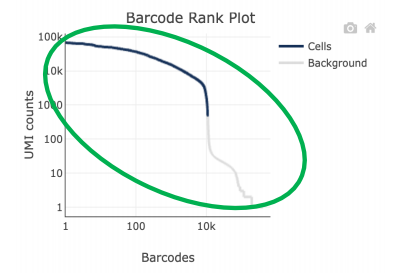 Barcode Rank Plot
100k
10k
1000
100
10
1
UMI counts
1
100
10k
Barcodes
Cells
Background